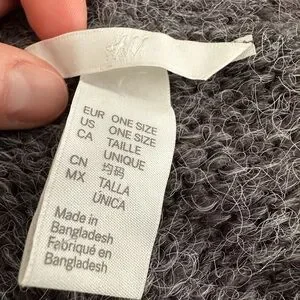 EUR ONE SIZE
US ONE SIZE
CA TAILLE
UNIQUE
CN 均码
MX TALLA
ÚNICA
Made in
Bangladesh
Fabriqué en
Bangladesh